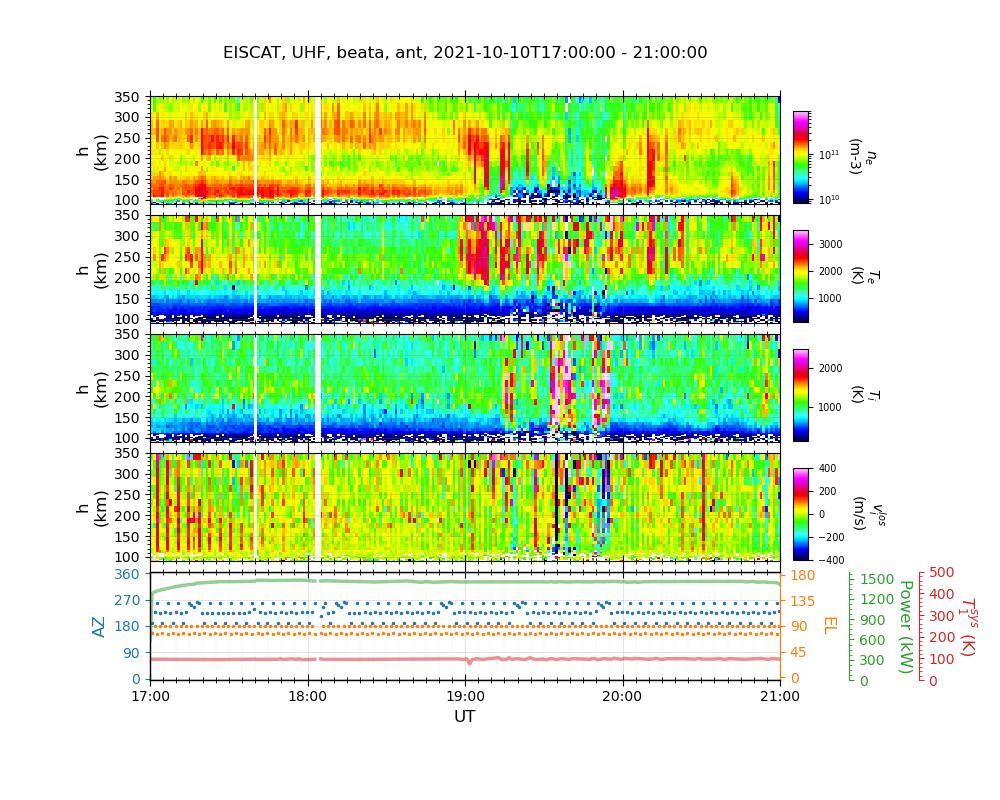 EISCAT, UHF, beata, ant, 2021-10-10T17:00:00 - 21:00:00
350
300
250
200
150
100
h
(km)
10^11
10^10
n_e
(m-3)
350
300
250
200
150
100
h
(km)
3000
2000
1000
T_e
(K)
350
300
250
200
150
100
h
(km)
2000
1000
T_i
(K)
350
300
250
200
150
100
h
(km)
400
200
0
−200
−400
v_i^los
(m/s)
360
270
180
90
0
AZ
180
135
90
45
0
EL
1500
1200
900
600
300
0
Power (kW)
500
400
300
200
100
0
T_1^sys (K)
17:00 18:00 19:00 20:00 21:00
UT